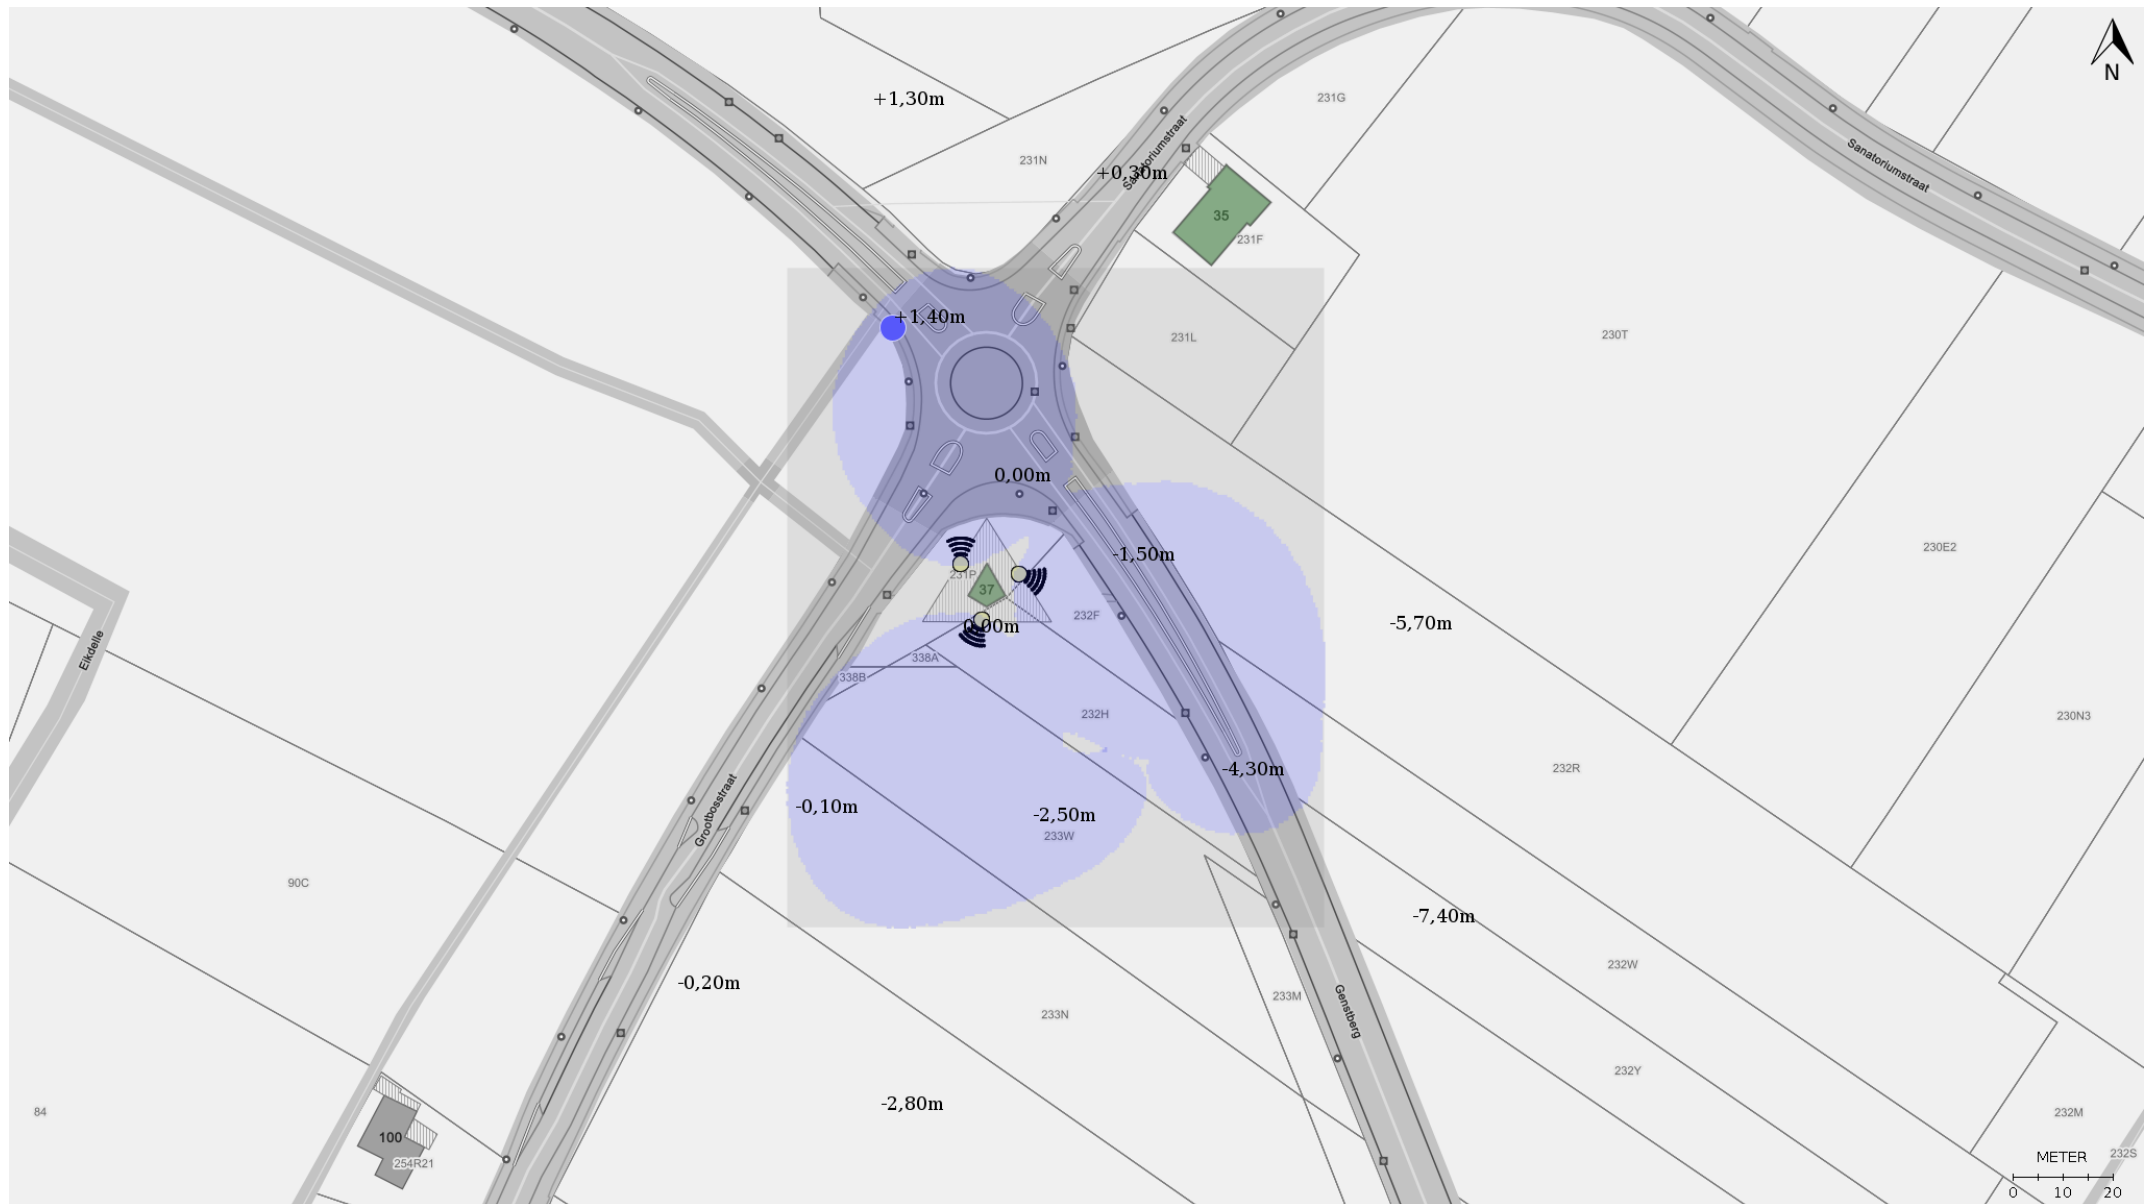 N
+1,30m
231G
Sanatoriumstraat
231N
+0,30m
Sanatoriumstraat
35
231F
+1,40m
231L
230T
0,00m
230E2
-1,50m
231P
37
0,00m
232F
-5,70m
Eikdelle
338A
338B
232H
230N3
232R
-4,30m
-0,10m
-2,50m
233W
Grootbosstraat
90C
-7,40m
232W
-0,20m
233M
233N
Genstberg
232Y
-2,80m
84
232M
100
254R21
232S
METER
0 10 20